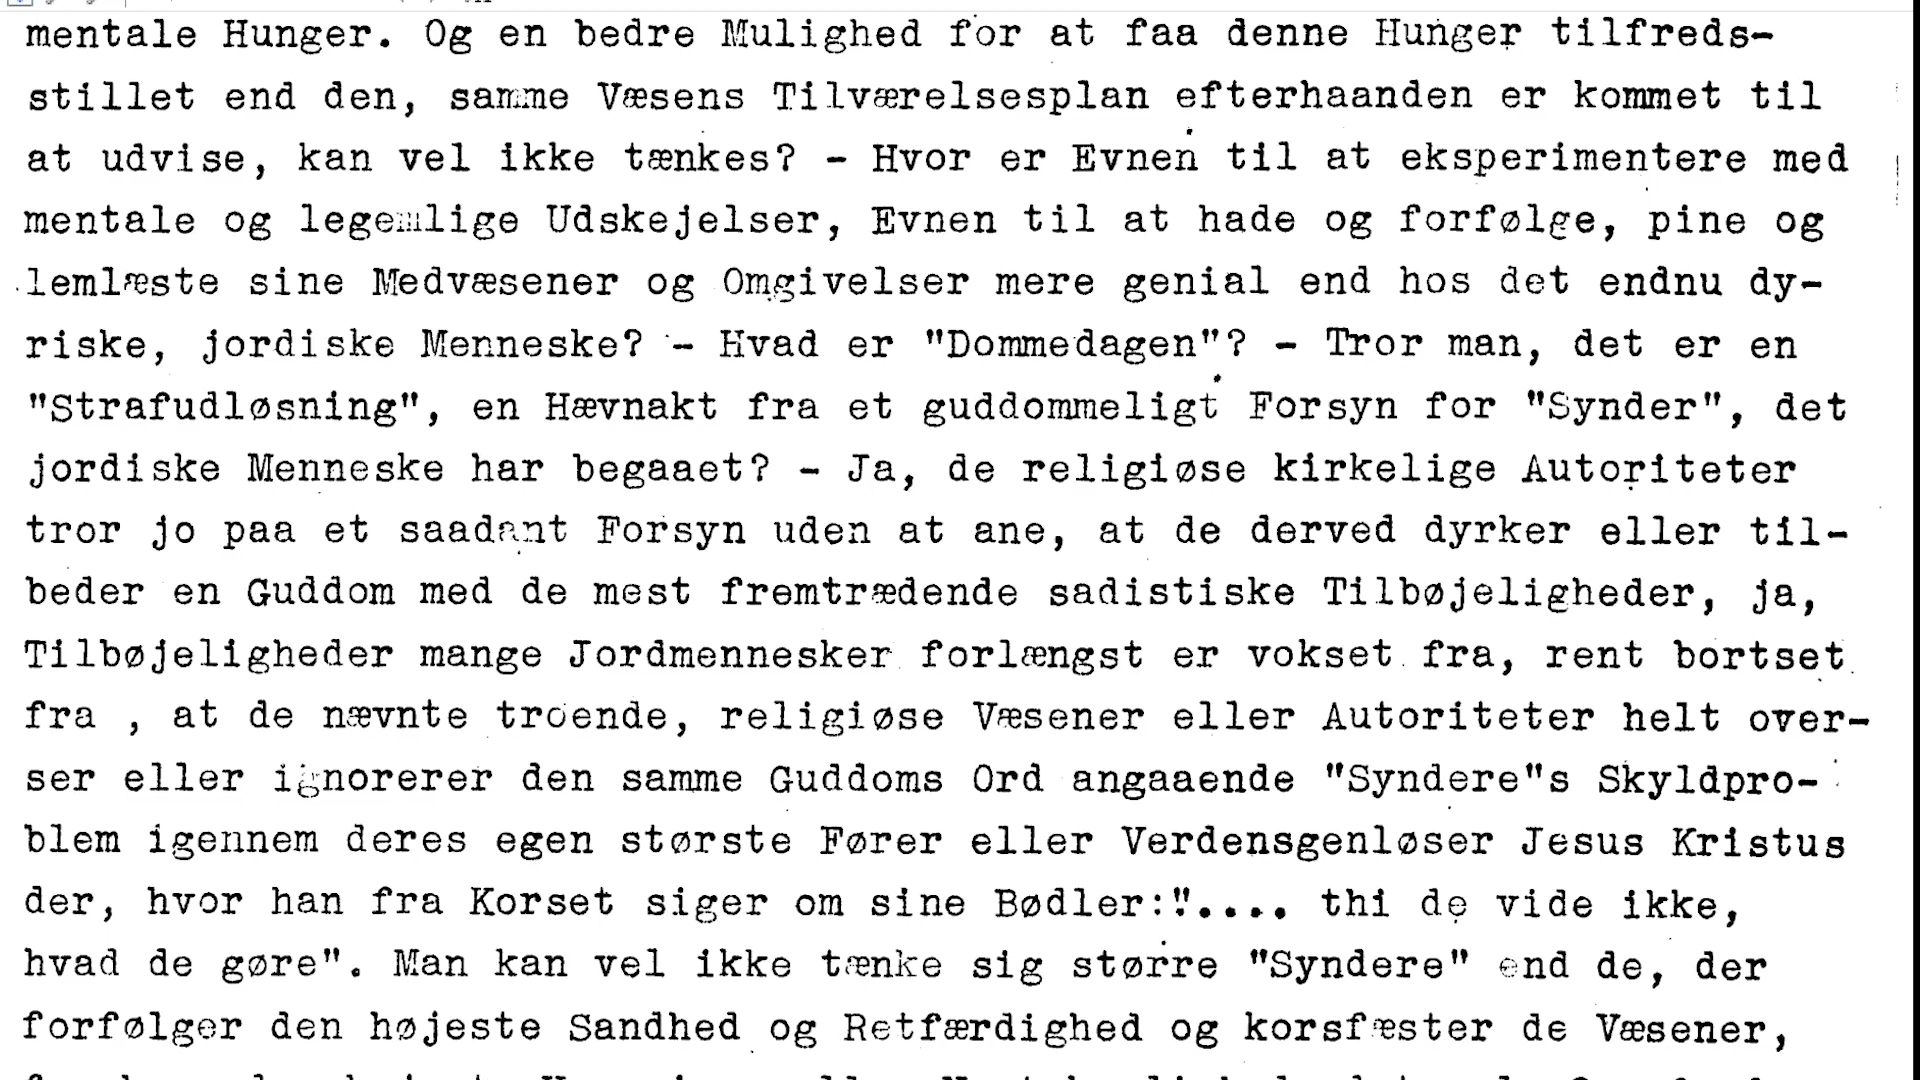 mentale Hunger. Og en bedre Mulighed for at faa denne Hunger tilfreds-
stillet end den, samme Væsens Tilværelsesplan efterhaanden er kommet til
at udvise, kan vel ikke tænkes? - Hvor er Evnen til at eksperimentere med
mentale og legemlige Udskejelser, Evnen til at hade og forfølge, pine og
lemlæste sine Medvæsener og Omgivelser mere genial end hos det endnu dy-
riske, jordiske Menneske? - Hvad er "Dommedagen"? - Tror man, det er en
"Strafudløsning", en Hævnakt fra et guddommeligt Forsyn for "Synder", det
jordiske Menneske har begaaet? - Ja, de religiøse kirkelige Autoriteter
tror jo paa et saadant Forsyn uden at ane, at de derved dyrker eller til-
beder en Guddom med de mest fremtrædende sadistiske Tilbøjeligheder, ja,
Tilbøjeligheder mange Jordmennesker forlængst er vokset fra, rent bortset
fra , at de nævnte troende, religiøse Væsener eller Autoriteter helt over-
ser eller ignorerer den samme Guddoms Ord angaaende "Syndere"s Skyldpro-
blem igennem deres egen største Fører eller Verdensgenløser Jesus Kristus
der, hvor han fra Korset siger om sine Bødler:".... thi de vide ikke,
hvad de gøre". Man kan vel ikke tænke sig større "Syndere" end de, der
forfølger den højeste Sandhed og Retfærdighed og korsfæster de Væsener,